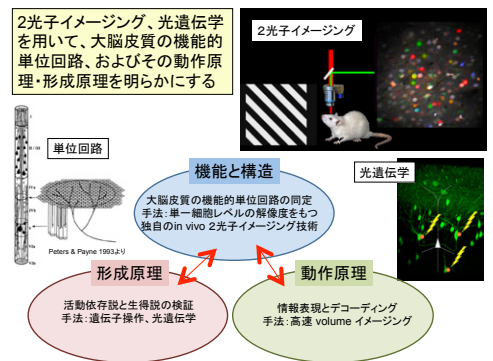 2光子イメージング、光遺伝学
を用いて、大脳皮質の機能的
単位回路、およびその動作原
理・形成原理を明らかにする
2光子イメージング
単位回路
Peters & Payne 1993より
光遺伝学
機能と構造
大脳皮質の機能的単位回路の同定
手法：単一細胞レベルの解像度をもつ
独自のin vivo 2光子イメージング技術
形成原理
活動依存説と生得説の検証
手法：遺伝子操作、光遺伝学
動作原理
情報表現とデコーディング
手法：高速 volume イメージング